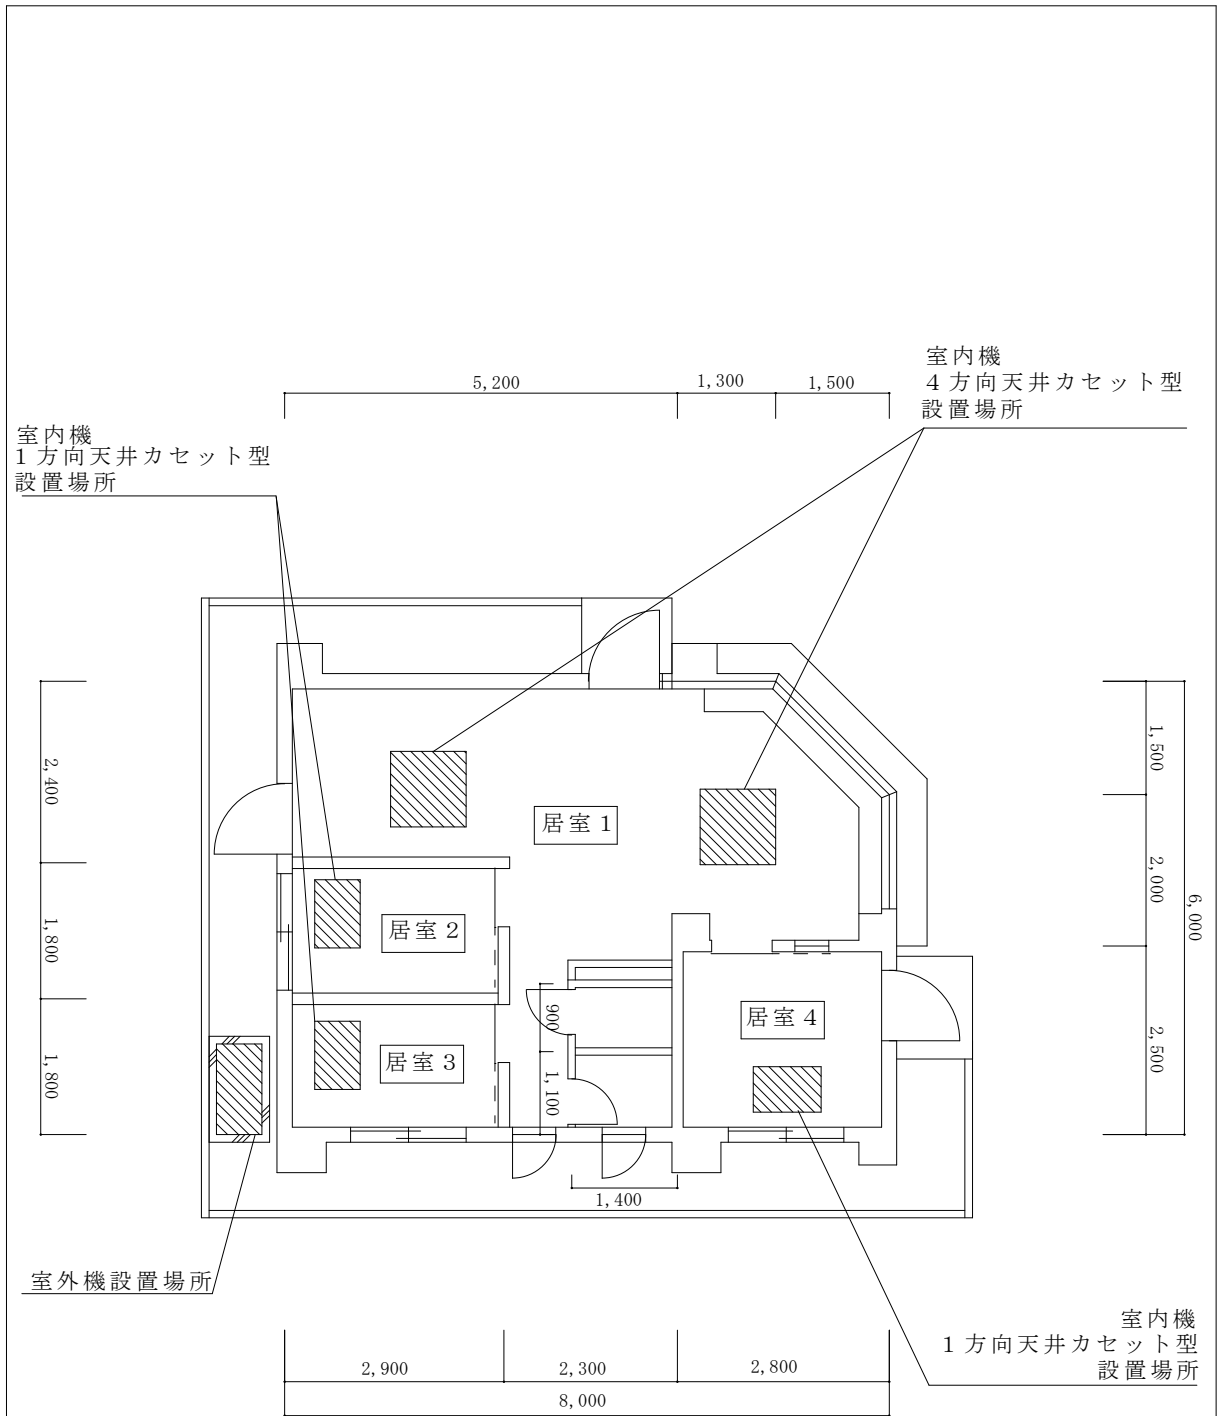 室内機
4方向天井カセット型
設置場所
5,200
1,300
1,500
室内機
1方向天井カセット型
設置場所
2,400
1,800
1,800
居室1
居室2
居室3
居室4
900
1,100
1,400
1,500
2,000
2,500
6,000
室外機設置場所
室内機
1方向天井カセット型
設置場所
2,900
2,300
2,800
8,000